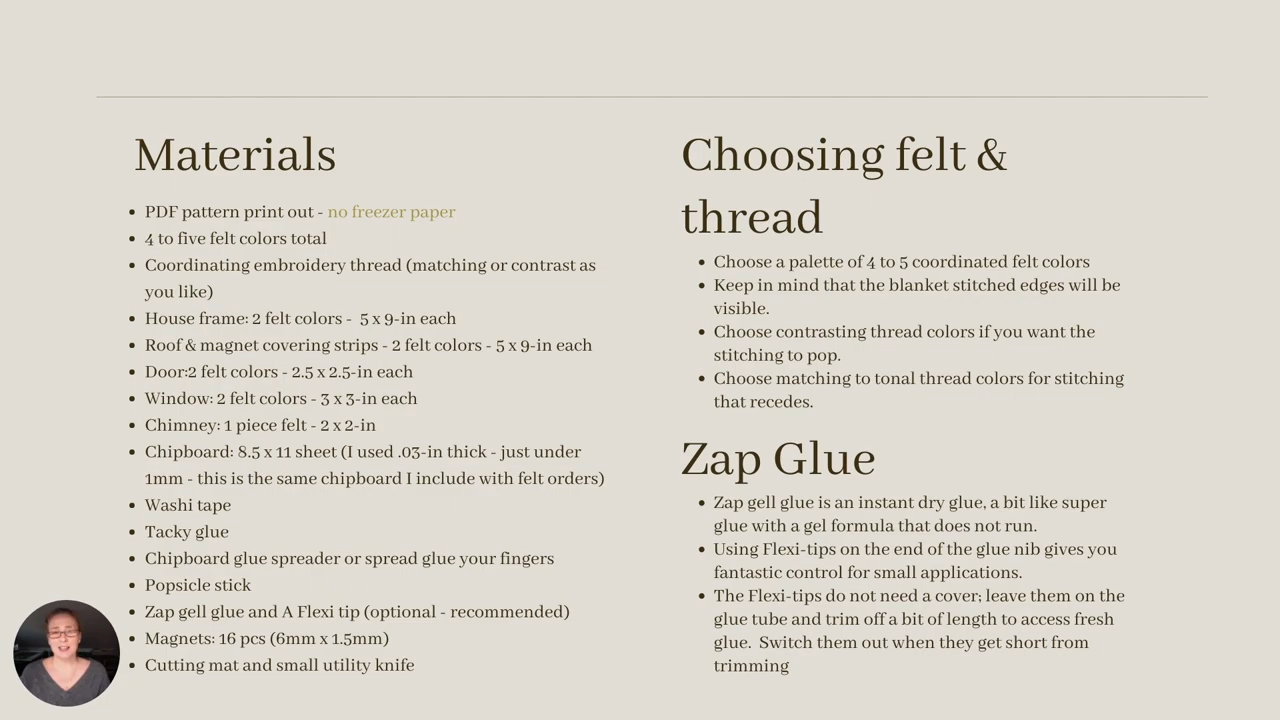 Materials
• PDF pattern print out - no freezer paper
• 4 to five felt colors total
• Coordinating embroidery thread (matching or contrast as
you like)
• House frame: 2 felt colors -  5 x 9-in each
• Roof & magnet covering strips - 2 felt colors - 5 x 9-in each
• Door:2 felt colors - 2.5 x 2.5-in each
• Window: 2 felt colors - 3 x 3-in each
• Chimney: 1 piece felt - 2 x 2-in
• Chipboard: 8.5 x 11 sheet (I used .03-in thick - just under
1mm - this is the same chipboard I include with felt orders)
• Washi tape
• Tacky glue
• Chipboard glue spreader or spread glue your fingers
• Popsicle stick
• Zap gell glue and A Flexi tip (optional - recommended)
• Magnets: 16 pcs (6mm x 1.5mm)
• Cutting mat and small utility knife
Choosing felt &
thread
• Choose a palette of 4 to 5 coordinated felt colors
• Keep in mind that the blanket stitched edges will be
visible.
• Choose contrasting thread colors if you want the
stitching to pop.
• Choose matching to tonal thread colors for stitching
that recedes.
Zap Glue
• Zap gell glue is an instant dry glue, a bit like super
glue with a gel formula that does not run.
• Using Flexi-tips on the end of the glue nib gives you
fantastic control for small applications.
• The Flexi-tips do not need a cover; leave them on the
glue tube and trim off a bit of length to access fresh
glue.  Switch them out when they get short from
trimming